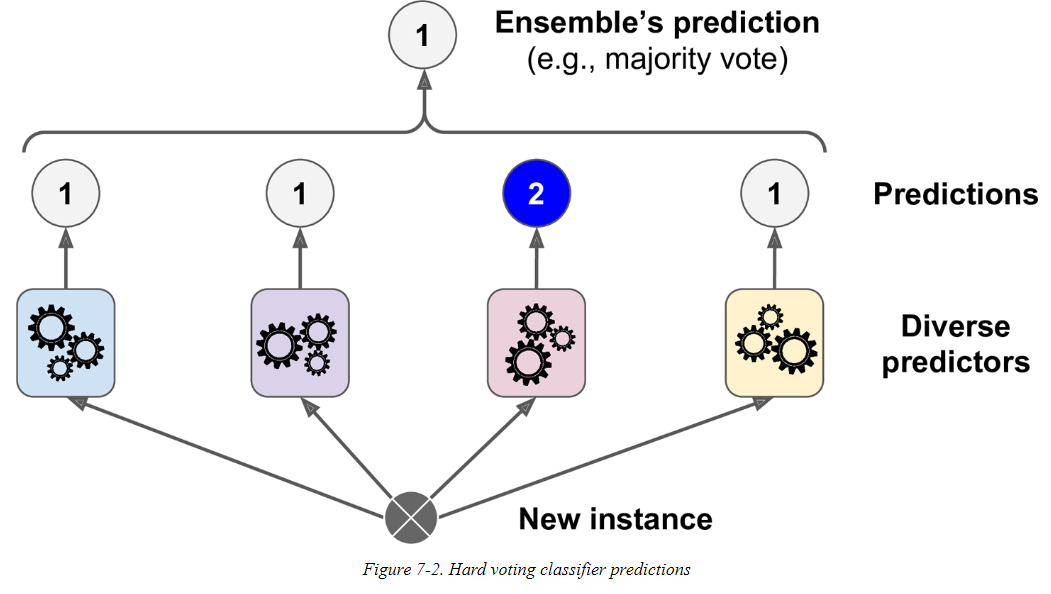 1
Ensemble’s prediction
(e.g., majority vote)
1 1 2 1
Predictions
Diverse
predictors
New instance
Figure 7-2. Hard voting classifier predictions